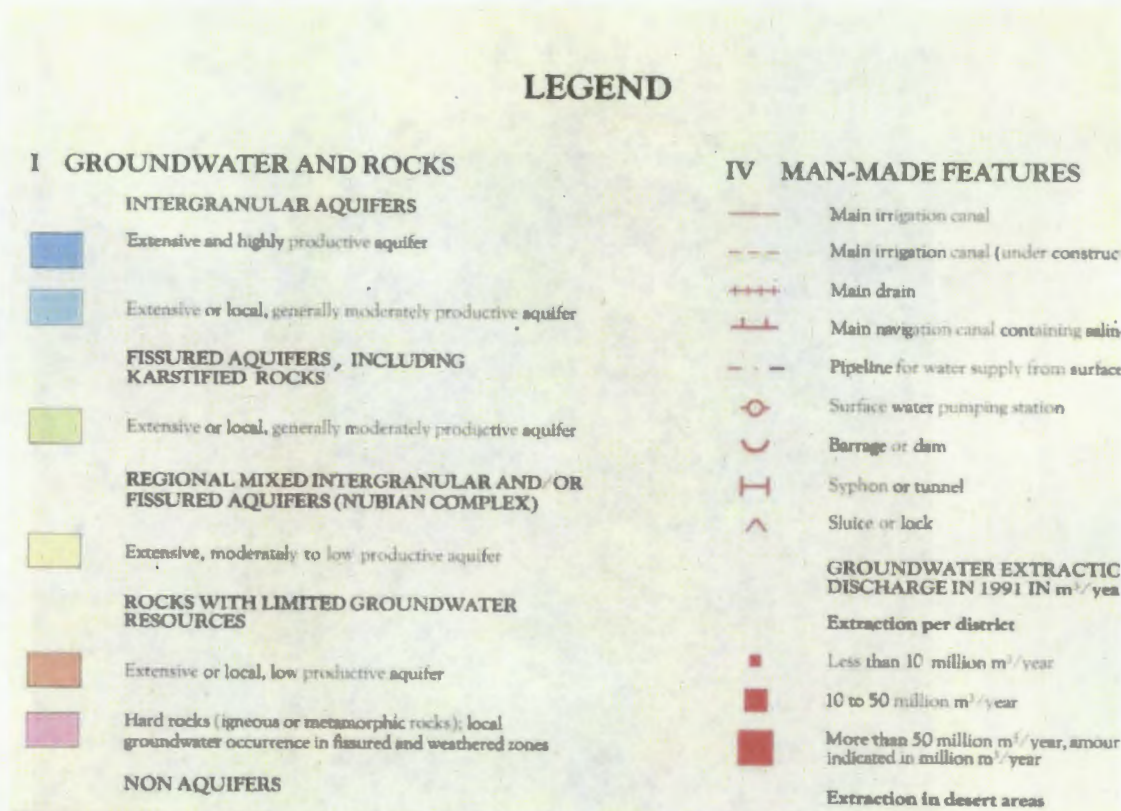 LEGEND
I GROUNDWATER AND ROCKS
INTERGRANULAR AQUIFERS
Extensive and highly productive aquifer
Extensive or local, generally moderately productive aquifer
FISSURED AQUIFERS , INCLUDING
KARSTIFIED ROCKS
Extensive or local, generally moderately productive aquifer
REGIONAL MIXED INTERGRANULAR AND/OR
FISSURED AQUIFERS (NUBIAN COMPLEX)
Extensive, moderately to low productive aquifer
ROCKS WITH LIMITED GROUNDWATER
RESOURCES
Extensive or local, low productive aquifer
Hard rocks (igneous or metamorphic rocks); local
groundwater occurrence in fissured and weathered zones
NON AQUIFERS
IV MAN-MADE FEATURES
Main irrigation canal
Main irrigation canal (under construc
Main drain
Main navigation canal containing salin
Pipeline for water supply from surface
Surface water pumping station
Barrage or dam
Syphon or tunnel
Sluice or lock
GROUNDWATER EXTRACTIO
DISCHARGE IN 1991 IN m³/yea
Extraction per district
Less than 10 million m³/year
10 to 50 million m³/year
More than 50 million m³/year, amour
indicated in million m³/year
Extraction in desert areas